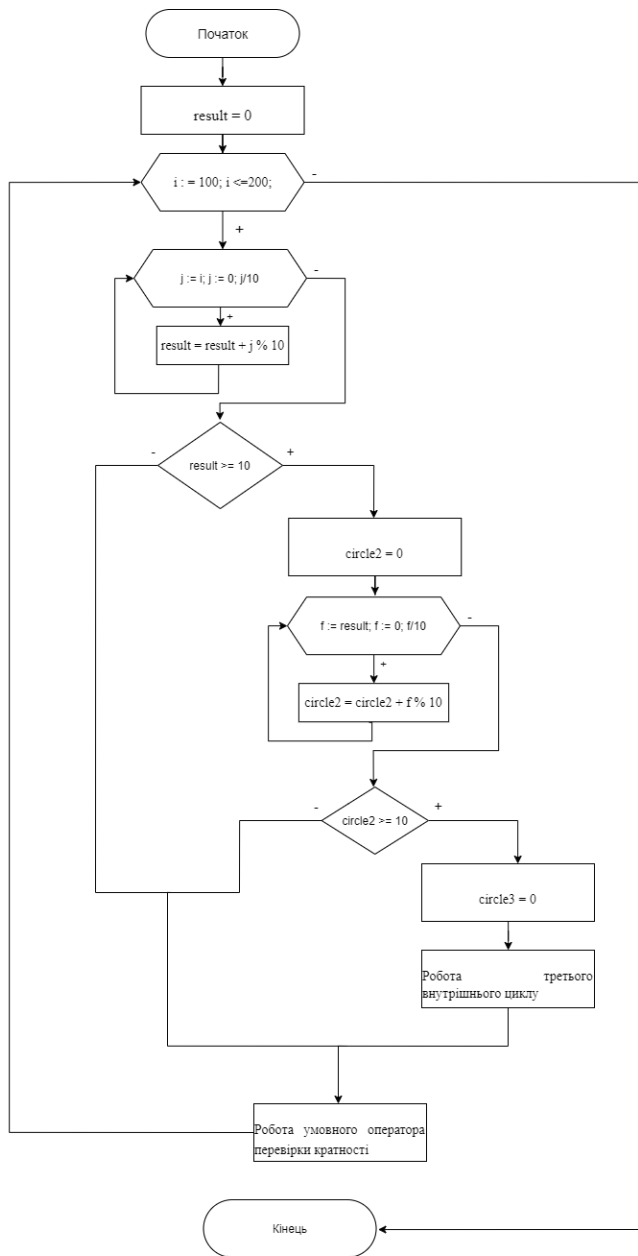 Початок
result = 0
i : = 100; i <=200;
-
+
j := i; j := 0; j/10
-
+
result = result + j % 10
-
result >= 10
+
circle2 = 0
f := result; f := 0; f/10
-
+
circle2 = circle2 + f % 10
-
circle2 >= 10
+
circle3 = 0
Робота третього
внутрішнього циклу
Робота умовного оператора
перевірки кратності
Кінець